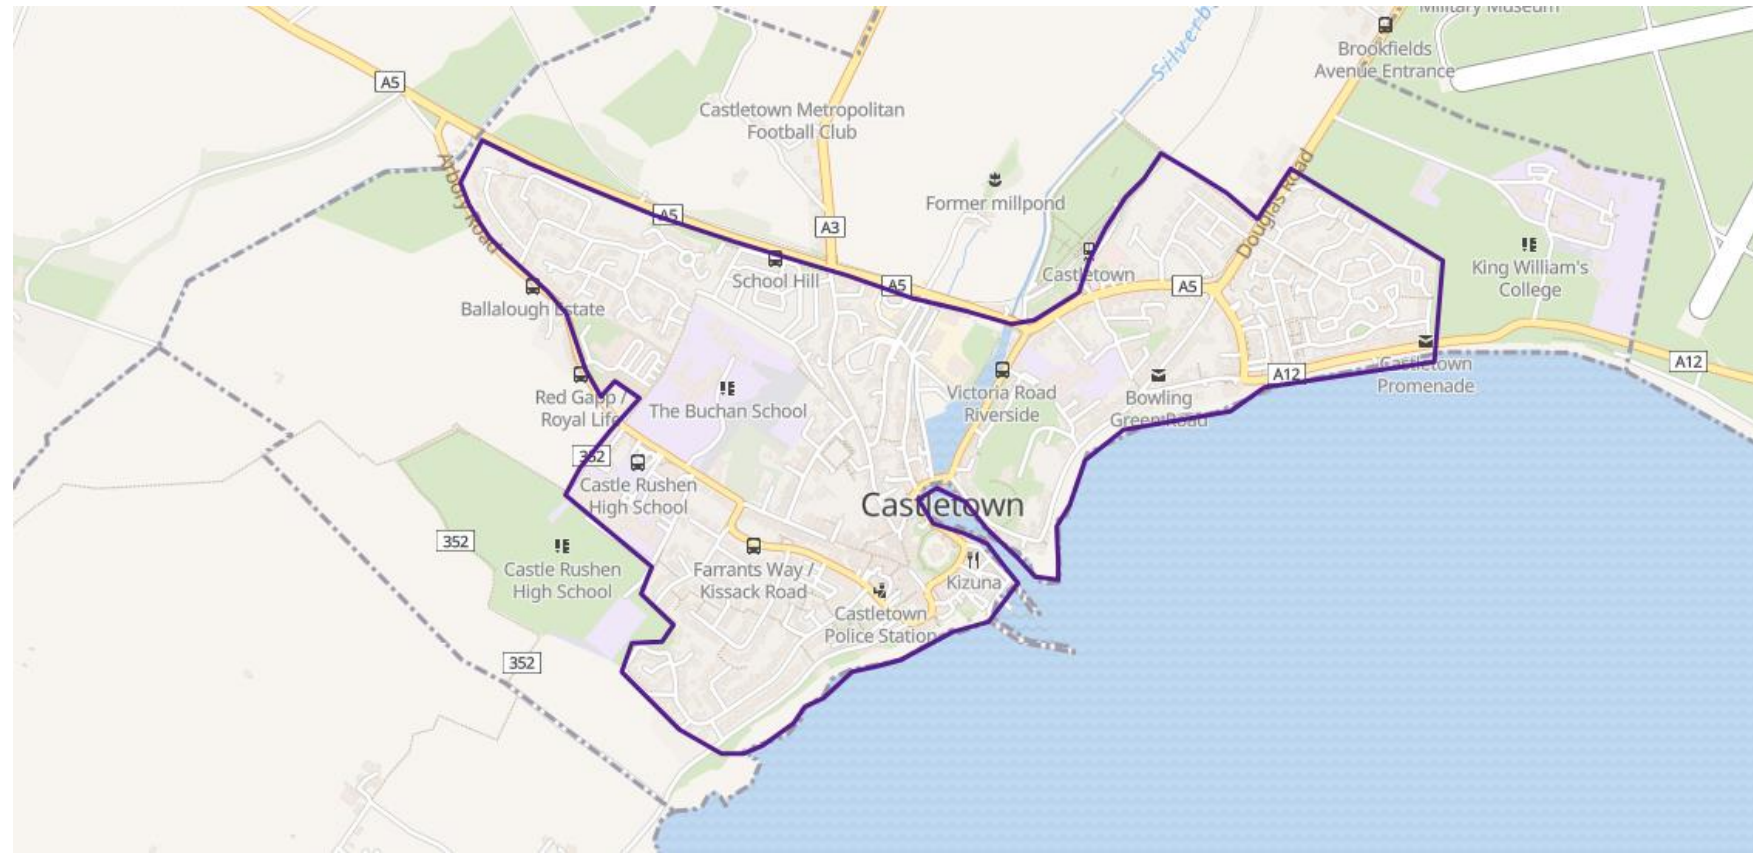 Military Museum
Silverb
Brookfields
Avenue Entrance
A5
Castletown Metropolitan
Football Club
Arbory Road
Former millpond
A5
A3
Douglas Road
School Hill
Castletown
King William's
College
Ballalough Estate
A5
A5
A12
A12
Castletown
Promenade
Red Gapp /
Royal Life
The Buchan School
Victoria Road
Riverside
Bowling
Green Road
352
Castle Rushen
High School
Castletown
352
Castle Rushen
High School
Farrants Way /
Kissack Road
Kizuna
Castletown
Police Station
352